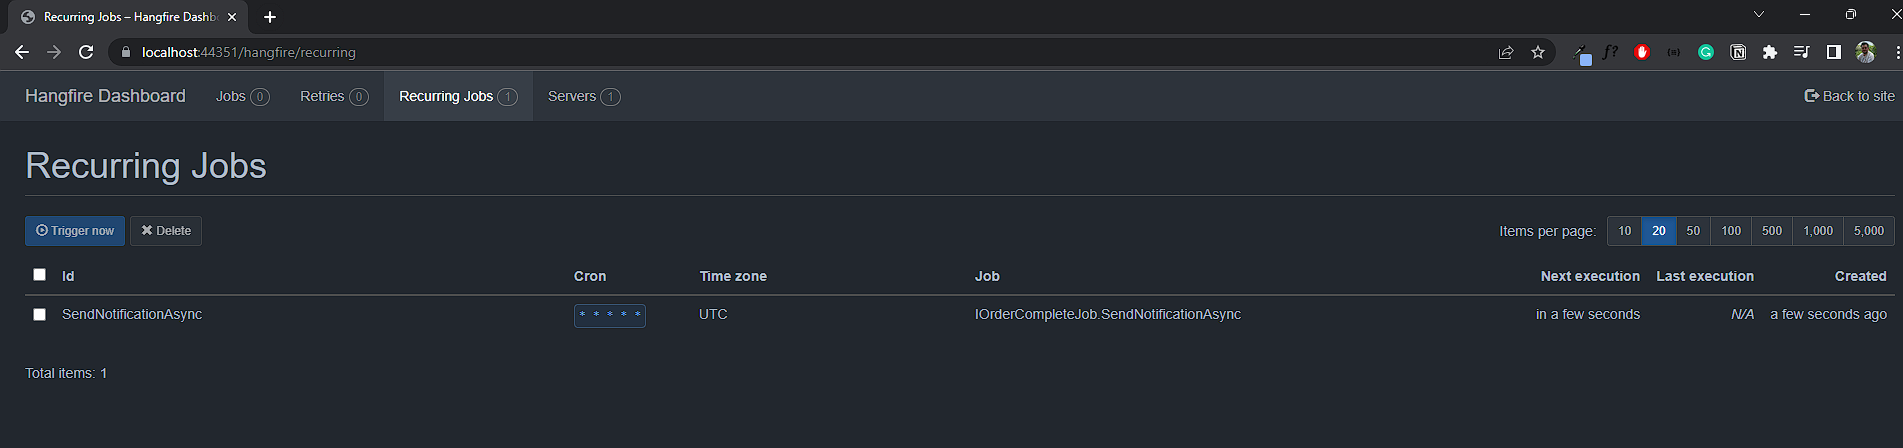 Recurring Jobs – Hangfire Dashb
localhost:44351/hangfire/recurring
Hangfire Dashboard Jobs 0 Retries 0 Recurring Jobs 1 Servers 1 Back to site
Recurring Jobs
Trigger now Delete Items per page: 10 20 50 100 500 1,000 5,000
Id Cron Time zone Job Next execution Last execution Created
SendNotificationAsync * * * * * UTC IOrderCompleteJob.SendNotificationAsync in a few seconds N/A a few seconds ago
Total items: 1